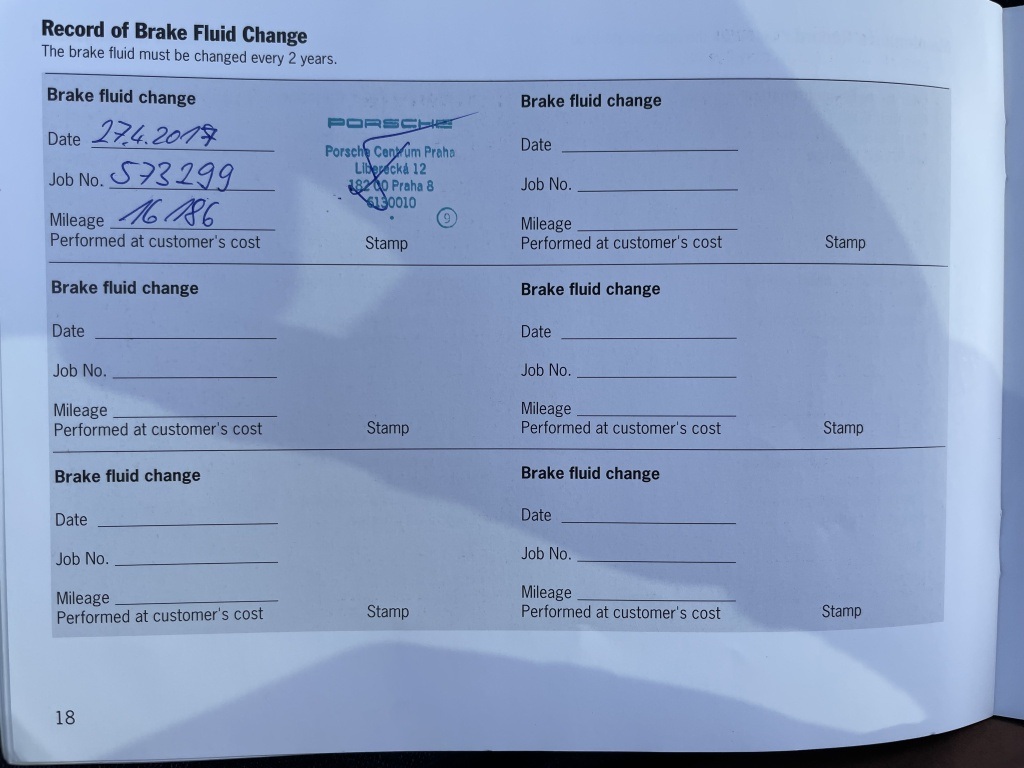 Record of Brake Fluid Change
The brake fluid must be changed every 2 years.
Brake fluid change
Date 27.4.2017
Job No. 573299
Mileage 16 186
Performed at customer's cost
Stamp
PORSCHE
Porsche Centrum Praha
Liberecká 12
182 00 Praha 8
6130010
9
Brake fluid change
Date
Job No.
Mileage
Performed at customer's cost
Stamp
Brake fluid change
Date
Job No.
Mileage
Performed at customer's cost
Stamp
Brake fluid change
Date
Job No.
Mileage
Performed at customer's cost
Stamp
Brake fluid change
Date
Job No.
Mileage
Performed at customer's cost
Stamp
Brake fluid change
Date
Job No.
Mileage
Performed at customer's cost
Stamp
18